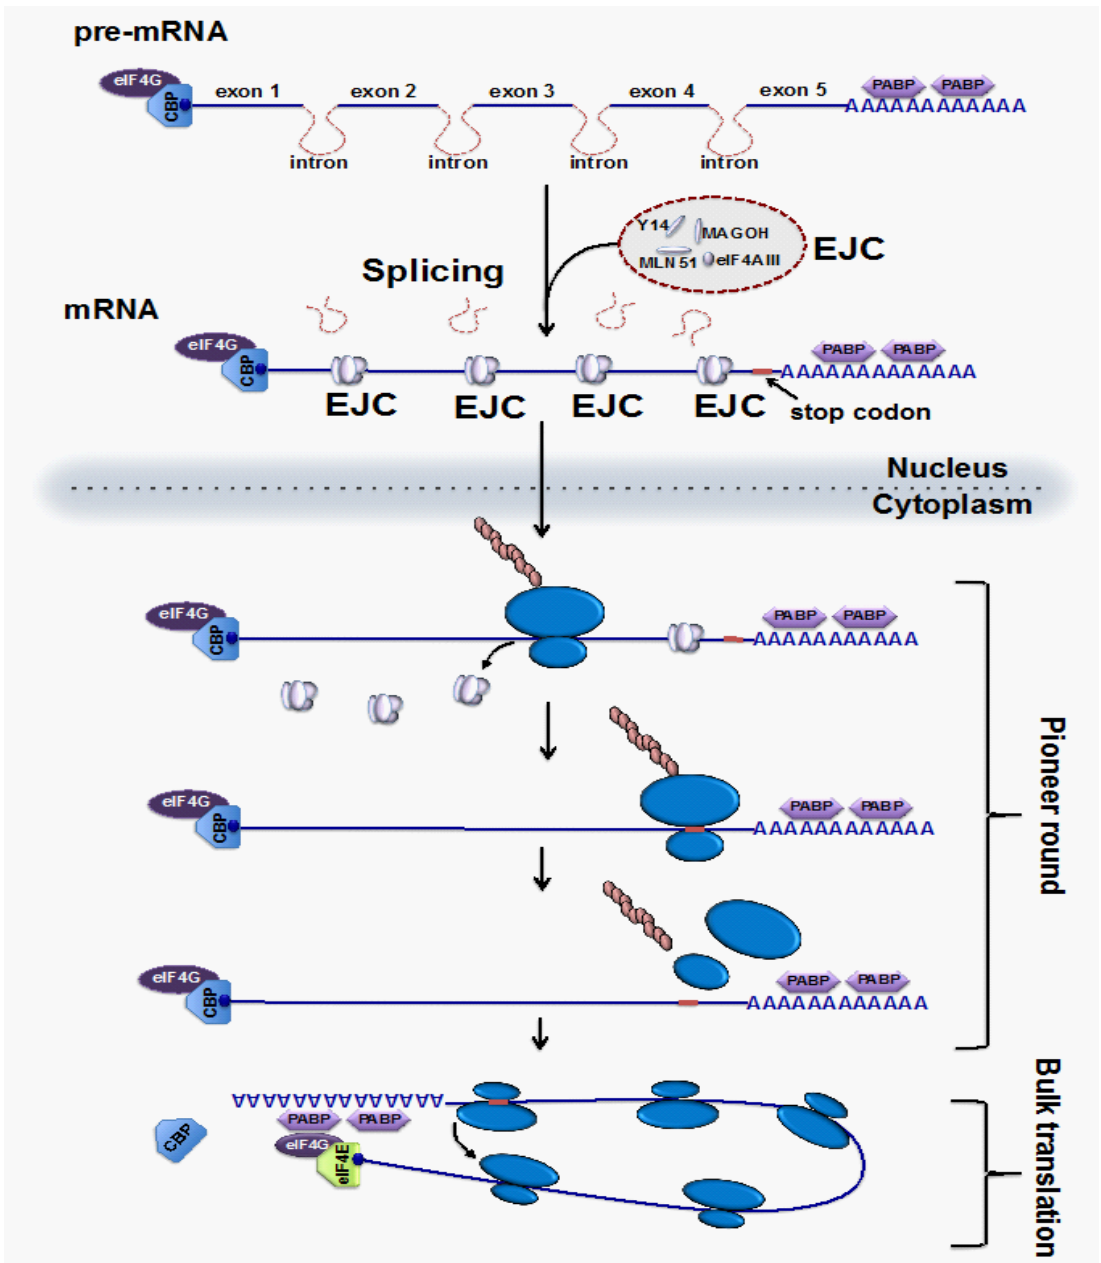 pre-mRNA
eIF4G
CBP
exon 1 exon 2 exon 3 exon 4 exon 5
PABP PABP
AAAAAAAAAAAA
intron intron intron intron
Y14
MAGOH
MLN 51
eIF4AIII
EJC
Splicing
mRNA
eIF4G
CBP
PABP PABP
AAAAAAAAAAAAA
EJC EJC EJC EJC
stop codon
Nucleus
Cytoplasm
eIF4G
CBP
PABP PABP
AAAAAAAAAAA
eIF4G
CBP
PABP PABP
AAAAAAAAAAAA
eIF4G
CBP
PABP PABP
AAAAAAAAAAAA
Pioneer round
AAAAAAAAAAAAAA
PABP PABP
CBP
eIF4G
eIF4E
Bulk translation